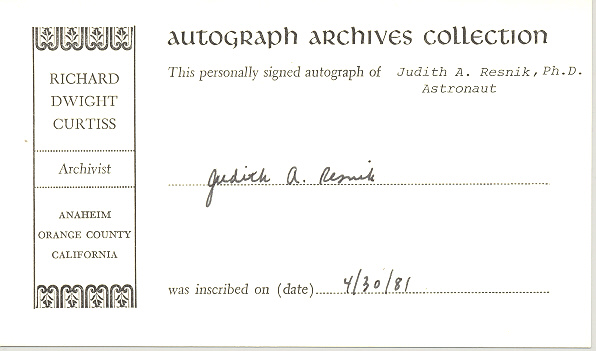 AUTOGRAPH ARCHIVES COLLECTION
RICHARD
DWIGHT
CURTISS
Archivist
ANAHEIM
ORANGE COUNTY
CALIFORNIA
This personally signed autograph of Judith A. Resnik, Ph.D.
Astronaut
Judith A. Resnik
was inscribed on (date) 4/30/81